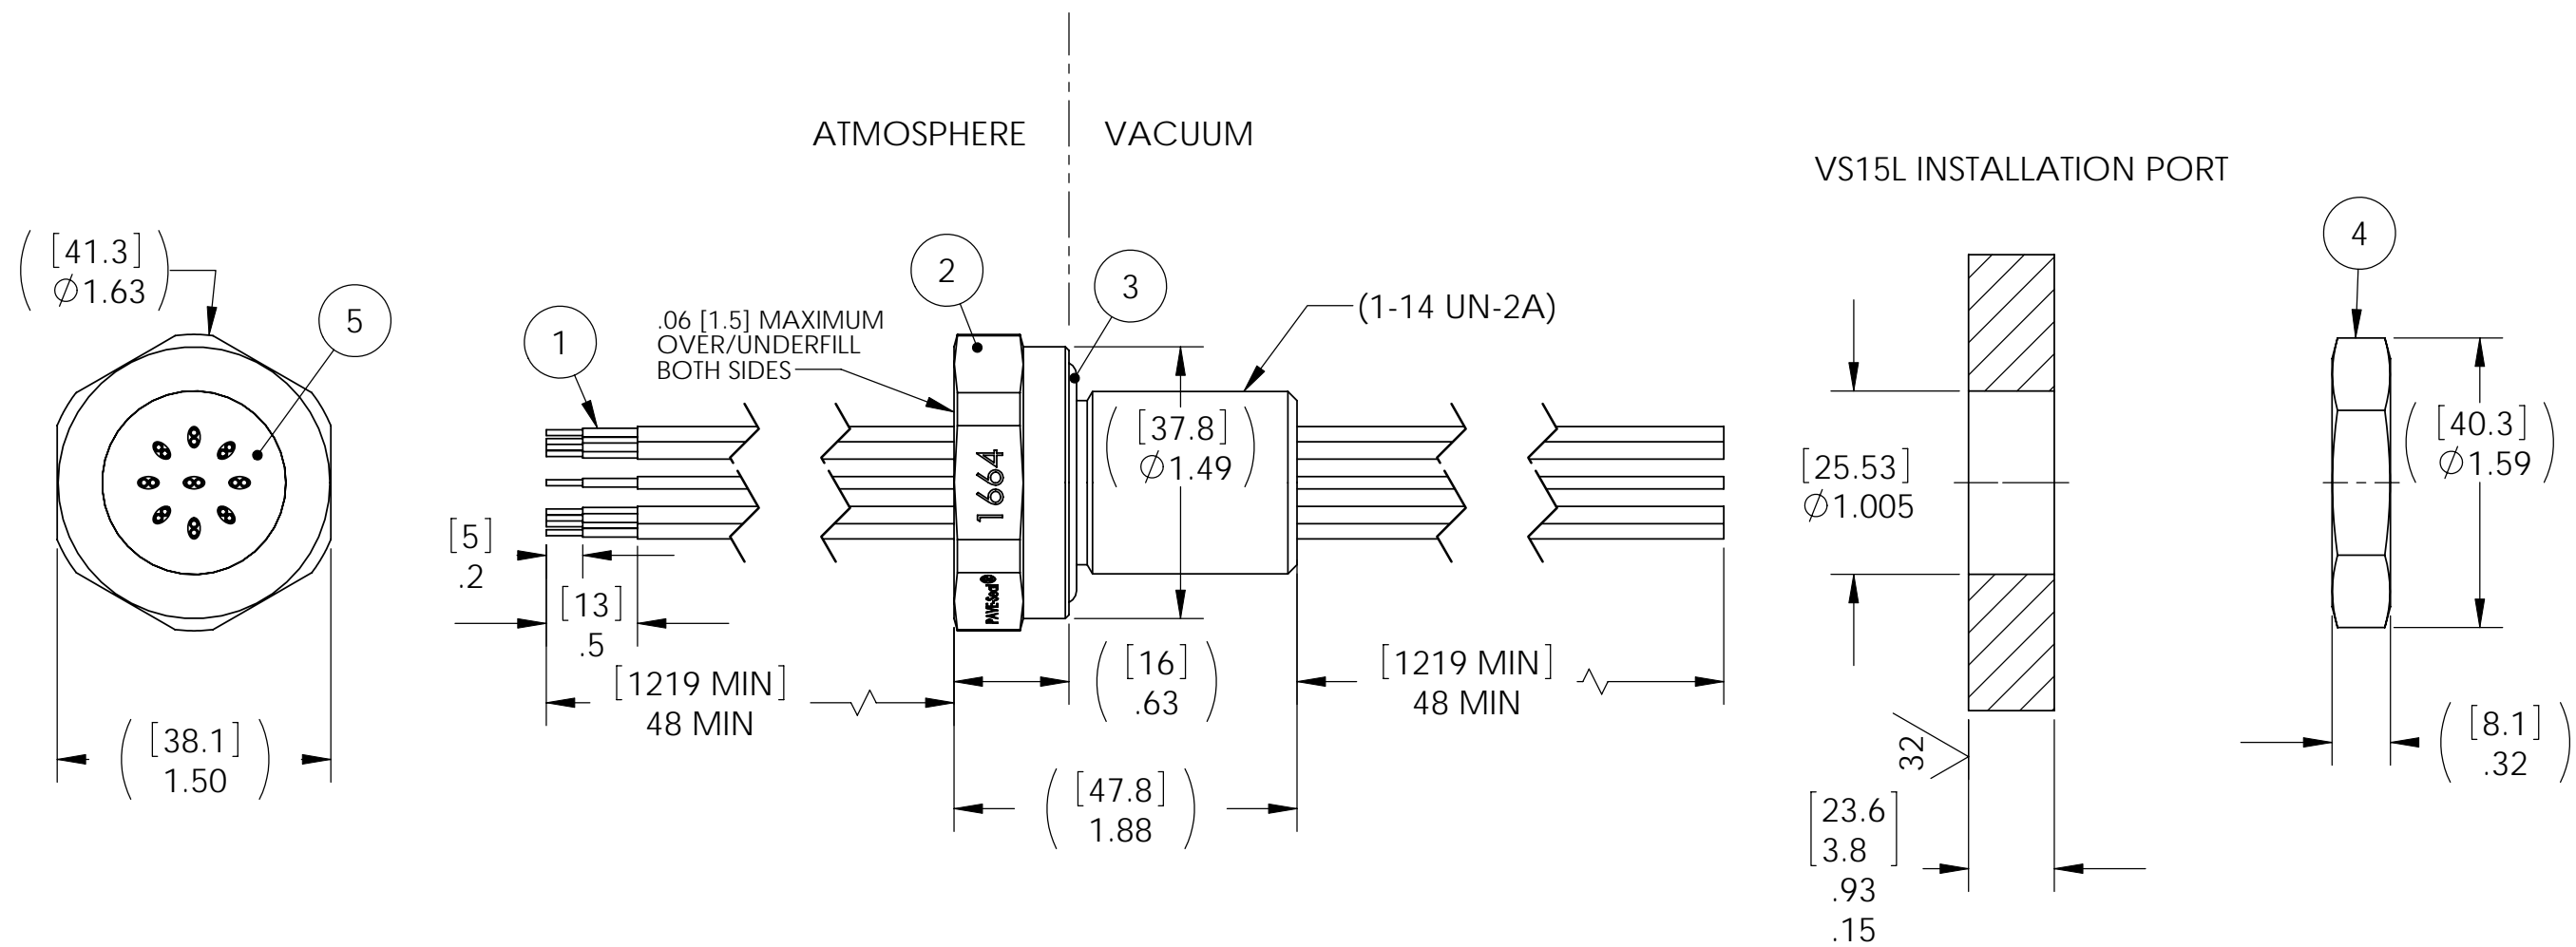 ATMOSPHERE
VACUUM
VS15L INSTALLATION PORT
[41.3]
(∅1.63)
5
1
.06 [1.5] MAXIMUM
OVER/UNDERFILL
BOTH SIDES
2
3
(1-14 UN-2A)
4
[37.8]
(∅1.49)
1664
PAVE-Seal®
[25.53]
∅1.005
[40.3]
(∅1.59)
[5]
.2
[13]
.5
[1219 MIN]
48 MIN
[16]
(.63)
[1219 MIN]
48 MIN
[38.1]
(1.50)
[47.8]
(1.88)
32
[23.6
3.8]
.93
.15
[8.1]
(.32)